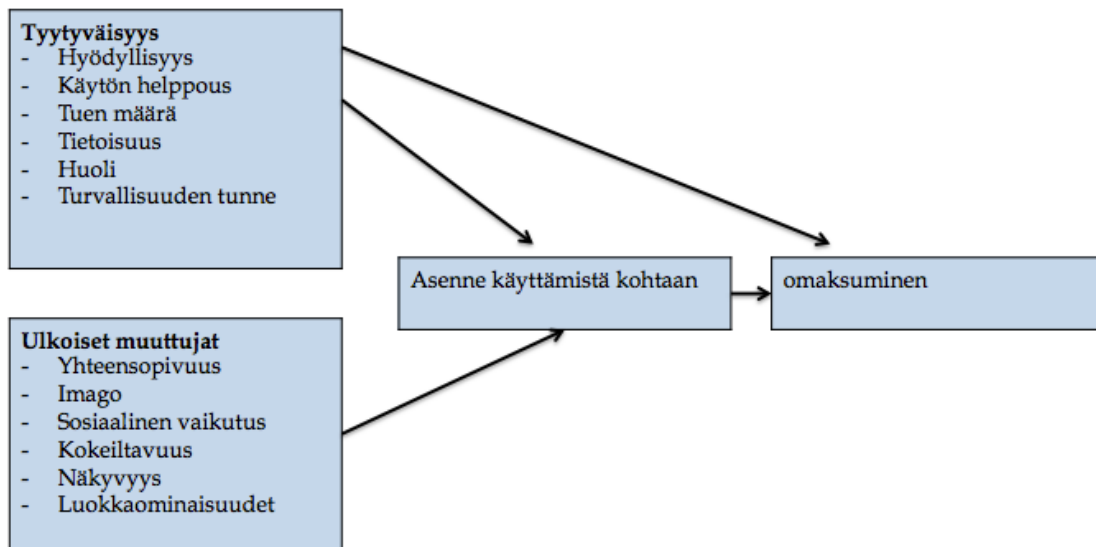 Tyytyväisyys
- Hyödyllisyys
- Käytön helppous
- Tuen määrä
- Tietoisuus
- Huoli
- Turvallisuuden tunne
Asenne käyttämistä kohtaan
omaksuminen
Ulkoiset muuttujat
- Yhteensopivuus
- Imago
- Sosiaalinen vaikutus
- Kokeiltavuus
- Näkyvyys
- Luokkaominaisuudet